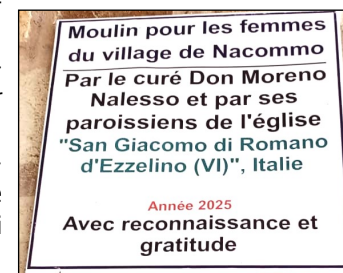 Moulin pour les femmes
du village de Nacommo
Par le curé Don Moreno
Nalesso et par ses
paroissiens de l'église
"San Giacomo di Romano
d'Ezzelino (VI)", Italie
Année 2025
Avec reconnaissance et
gratitude